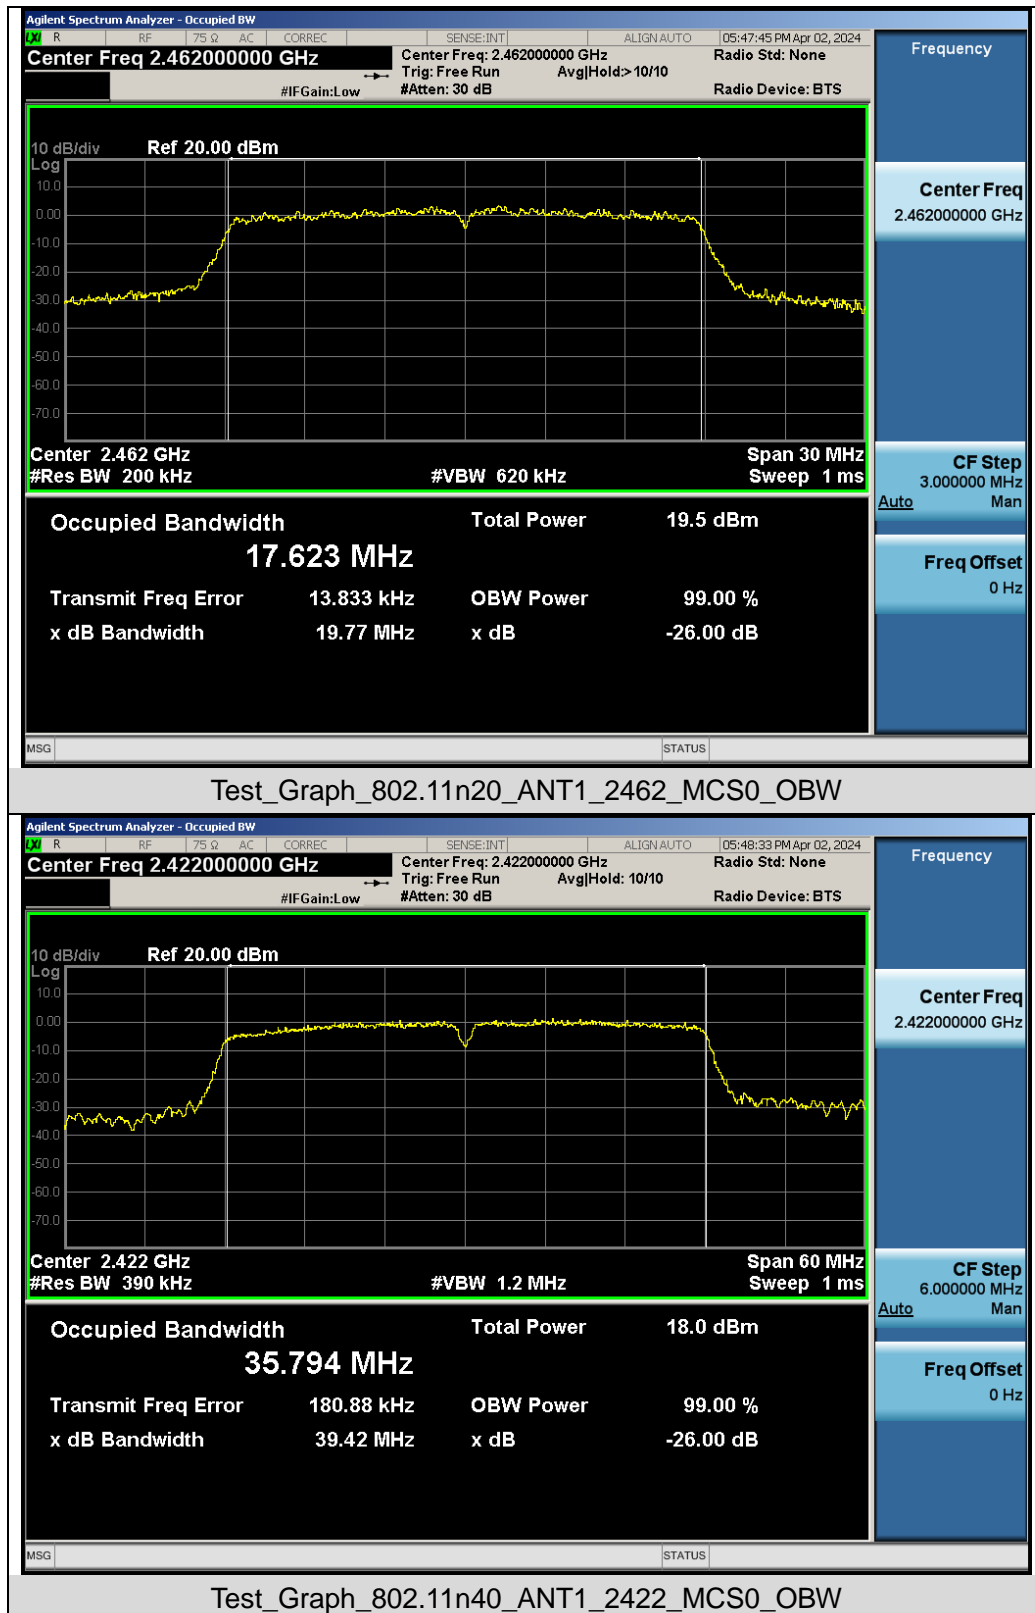 Agilent Spectrum Analyzer - Occupied BW
LXI R RF 75 Ω AC CORREC SENSE:INT ALIGN AUTO 05:47:45 PM Apr 02, 2024
Center Freq 2.462000000 GHz
Center Freq: 2.462000000 GHz
Radio Std: None
Trig: Free Run Avg|Hold:> 10/10
#IFGain:Low #Atten: 30 dB Radio Device: BTS
10 dB/div Ref 20.00 dBm
Log
10.0
0.00
-10.0
-20.0
-30.0
-40.0
-50.0
-60.0
-70.0
Center 2.462 GHz Span 30 MHz
#Res BW 200 kHz #VBW 620 kHz Sweep 1 ms
Occupied Bandwidth Total Power 19.5 dBm
17.623 MHz
Transmit Freq Error 13.833 kHz OBW Power 99.00 %
x dB Bandwidth 19.77 MHz x dB -26.00 dB
MSG STATUS
Frequency
Center Freq
2.462000000 GHz
CF Step
3.000000 MHz
Auto Man
Freq Offset
0 Hz
Test_Graph_802.11n20_ANT1_2462_MCS0_OBW
Agilent Spectrum Analyzer - Occupied BW
LXI R RF 75 Ω AC CORREC SENSE:INT ALIGN AUTO 05:48:33 PM Apr 02, 2024
Center Freq 2.422000000 GHz
Center Freq: 2.422000000 GHz
Radio Std: None
Trig: Free Run Avg|Hold: 10/10
#IFGain:Low #Atten: 30 dB Radio Device: BTS
10 dB/div Ref 20.00 dBm
Log
10.0
0.00
-10.0
-20.0
-30.0
-40.0
-50.0
-60.0
-70.0
Center 2.422 GHz Span 60 MHz
#Res BW 390 kHz #VBW 1.2 MHz Sweep 1 ms
Occupied Bandwidth Total Power 18.0 dBm
35.794 MHz
Transmit Freq Error 180.88 kHz OBW Power 99.00 %
x dB Bandwidth 39.42 MHz x dB -26.00 dB
MSG STATUS
Frequency
Center Freq
2.422000000 GHz
CF Step
6.000000 MHz
Auto Man
Freq Offset
0 Hz
Test_Graph_802.11n40_ANT1_2422_MCS0_OBW